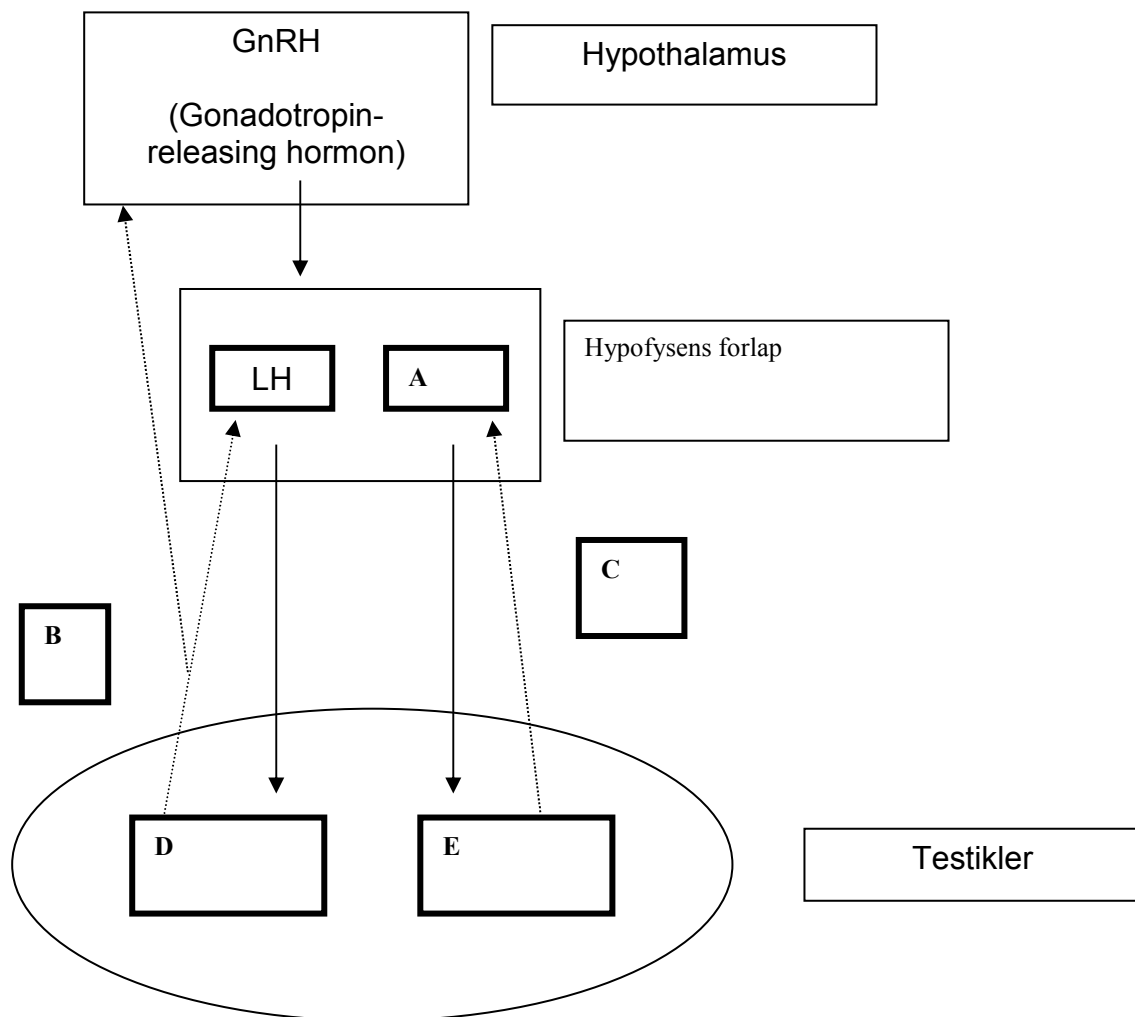 GnRH
(Gonadotropin-
releasing hormon)
Hypothalamus
LH
A
Hypofysens forlap
C
B
D
E
Testikler